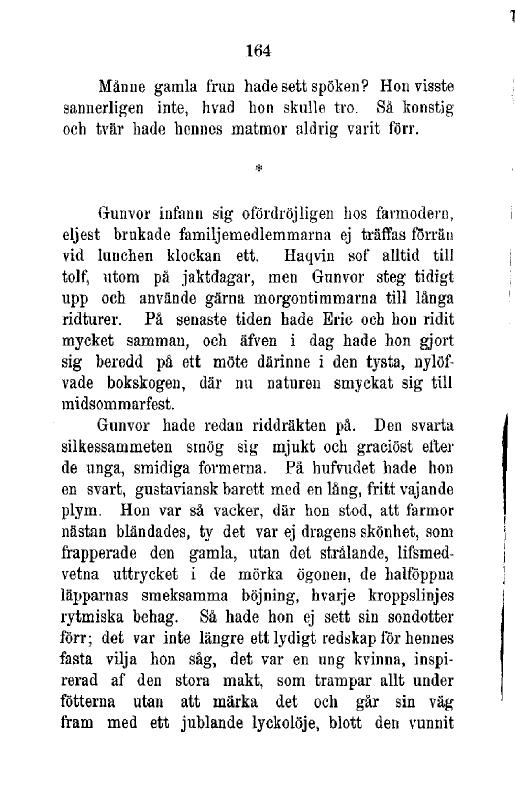 164
Månne gamla frun hade sett spöken? Hon visste
sannerligen inte, hvad hon skulle tro. Så konstig
och tvär hade hennes matmor aldrig varit förr.
*
Gunvor infann sig ofördröjligen hos farmodern,
eljest brukade familjemedlemmarna ej träffas förrän
vid lunchen klockan ett. Haqvin sof alltid till
tolf, utom på jaktdagar, men Gunvor steg tidigt
upp och använde gärna morgontimmarna till långa
ridturer. På senaste tiden hade Eric och hon ridit
mycket samman, och äfven i dag hade hon gjort
sig beredd på ett möte därinne i den tysta, nylöf-
vade bokskogen, där nu naturen smyckat sig till
midsommarfest.
Gunvor hade redan riddräkten på. Den svarta
silkessammeten smög sig mjukt och graciöst efter
de unga, smidiga formerna. På hufvudet hade hon
en svart, gustaviansk barett med en lång, fritt vajande
plym. Hon var så vacker, där hon stod, att farmor
nästan bländades, ty det var ej dragens skönhet, som
frapperade den gamla, utan det strålande, lifsmed-
vetna uttrycket i de mörka ögonen, de halföppna
läpparnas smeksamma böjning, hvarje kroppslinjes
rytmiska behag. Så hade hon ej sett sin sondotter
förr; det var inte längre ett lydigt redskap för hennes
fasta vilja hon såg, det var en ung kvinna, inspi-
rerad af den stora makt, som trampar allt under
fötterna utan att märka det och går sin väg
fram med ett jublande lyckolöje, blott den vunnit